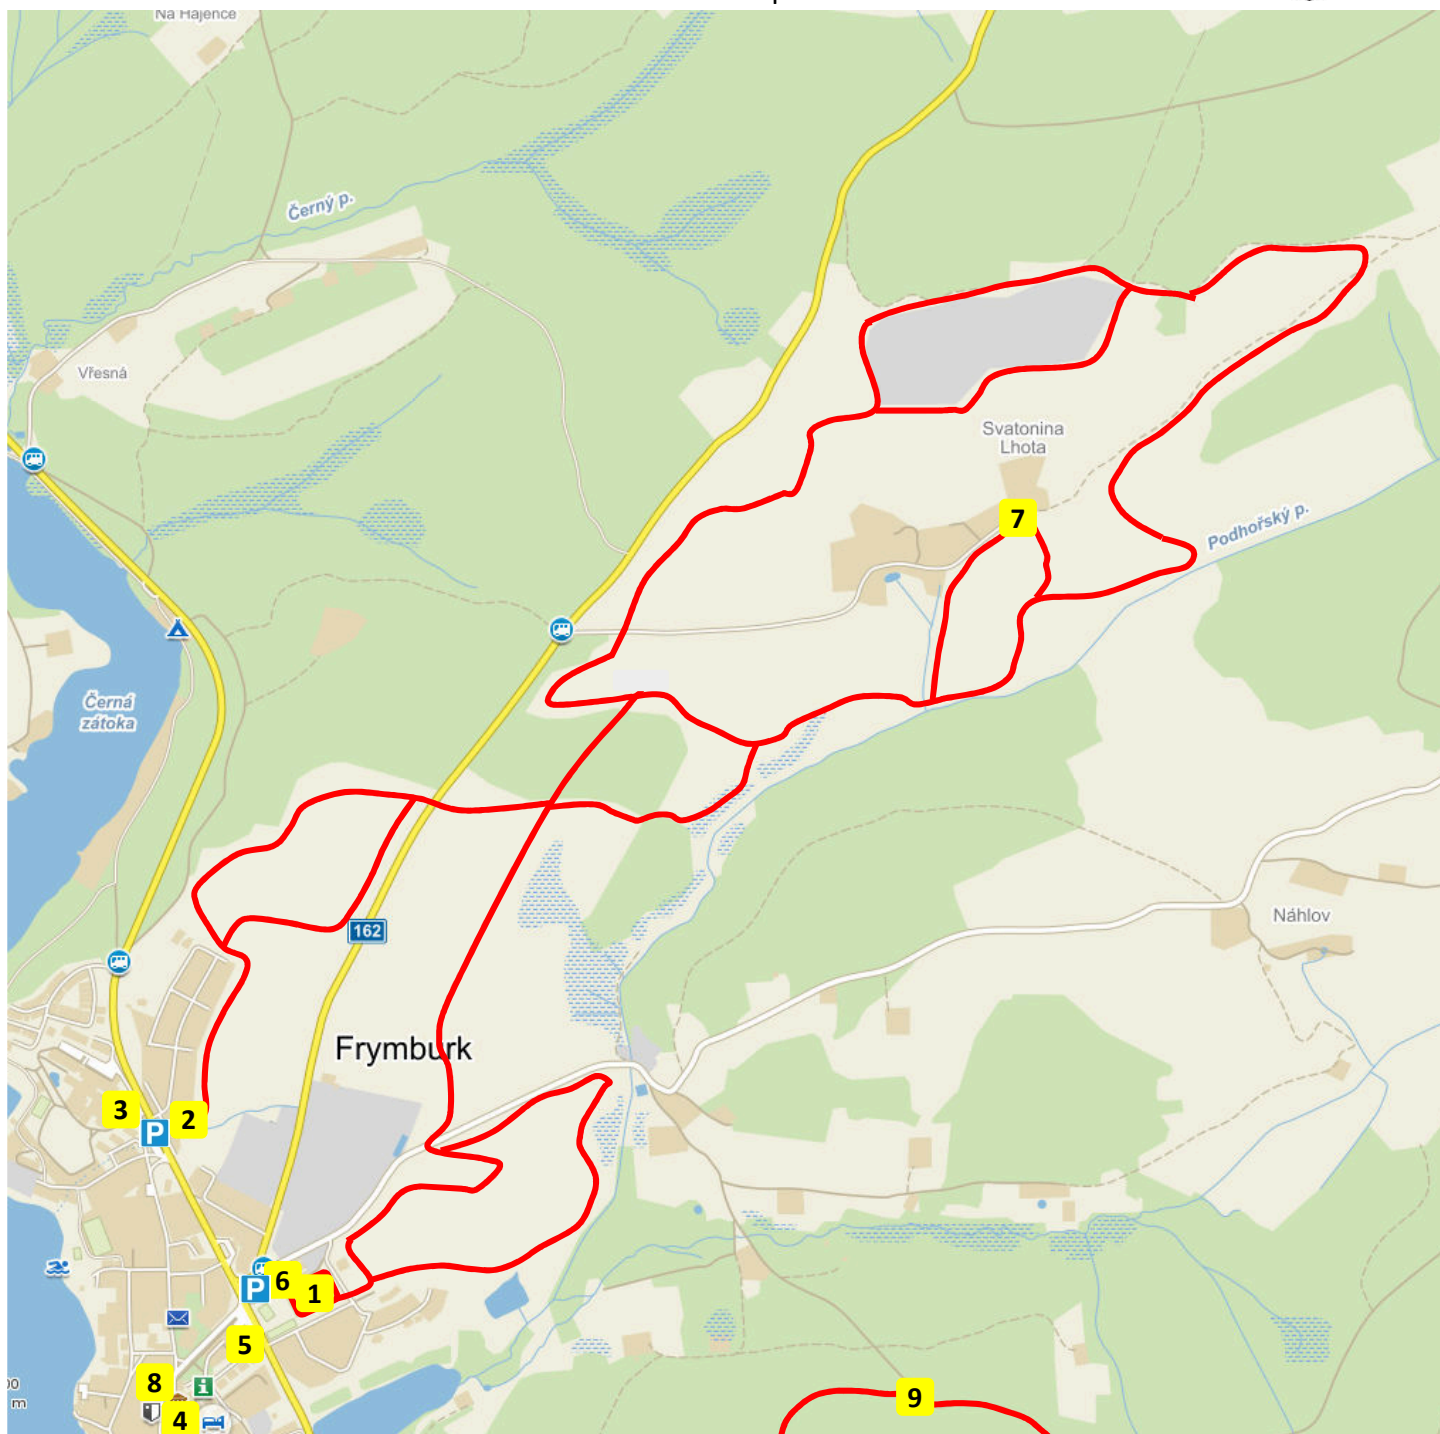 Na Hájence
Černý p.
Vřesná
Svatonina
Lhota
7
Podhořský p.
Černá
zátoka
162
Náhlov
Frymburk
3
P
2
6
P
1
5
8
i
4
9
m